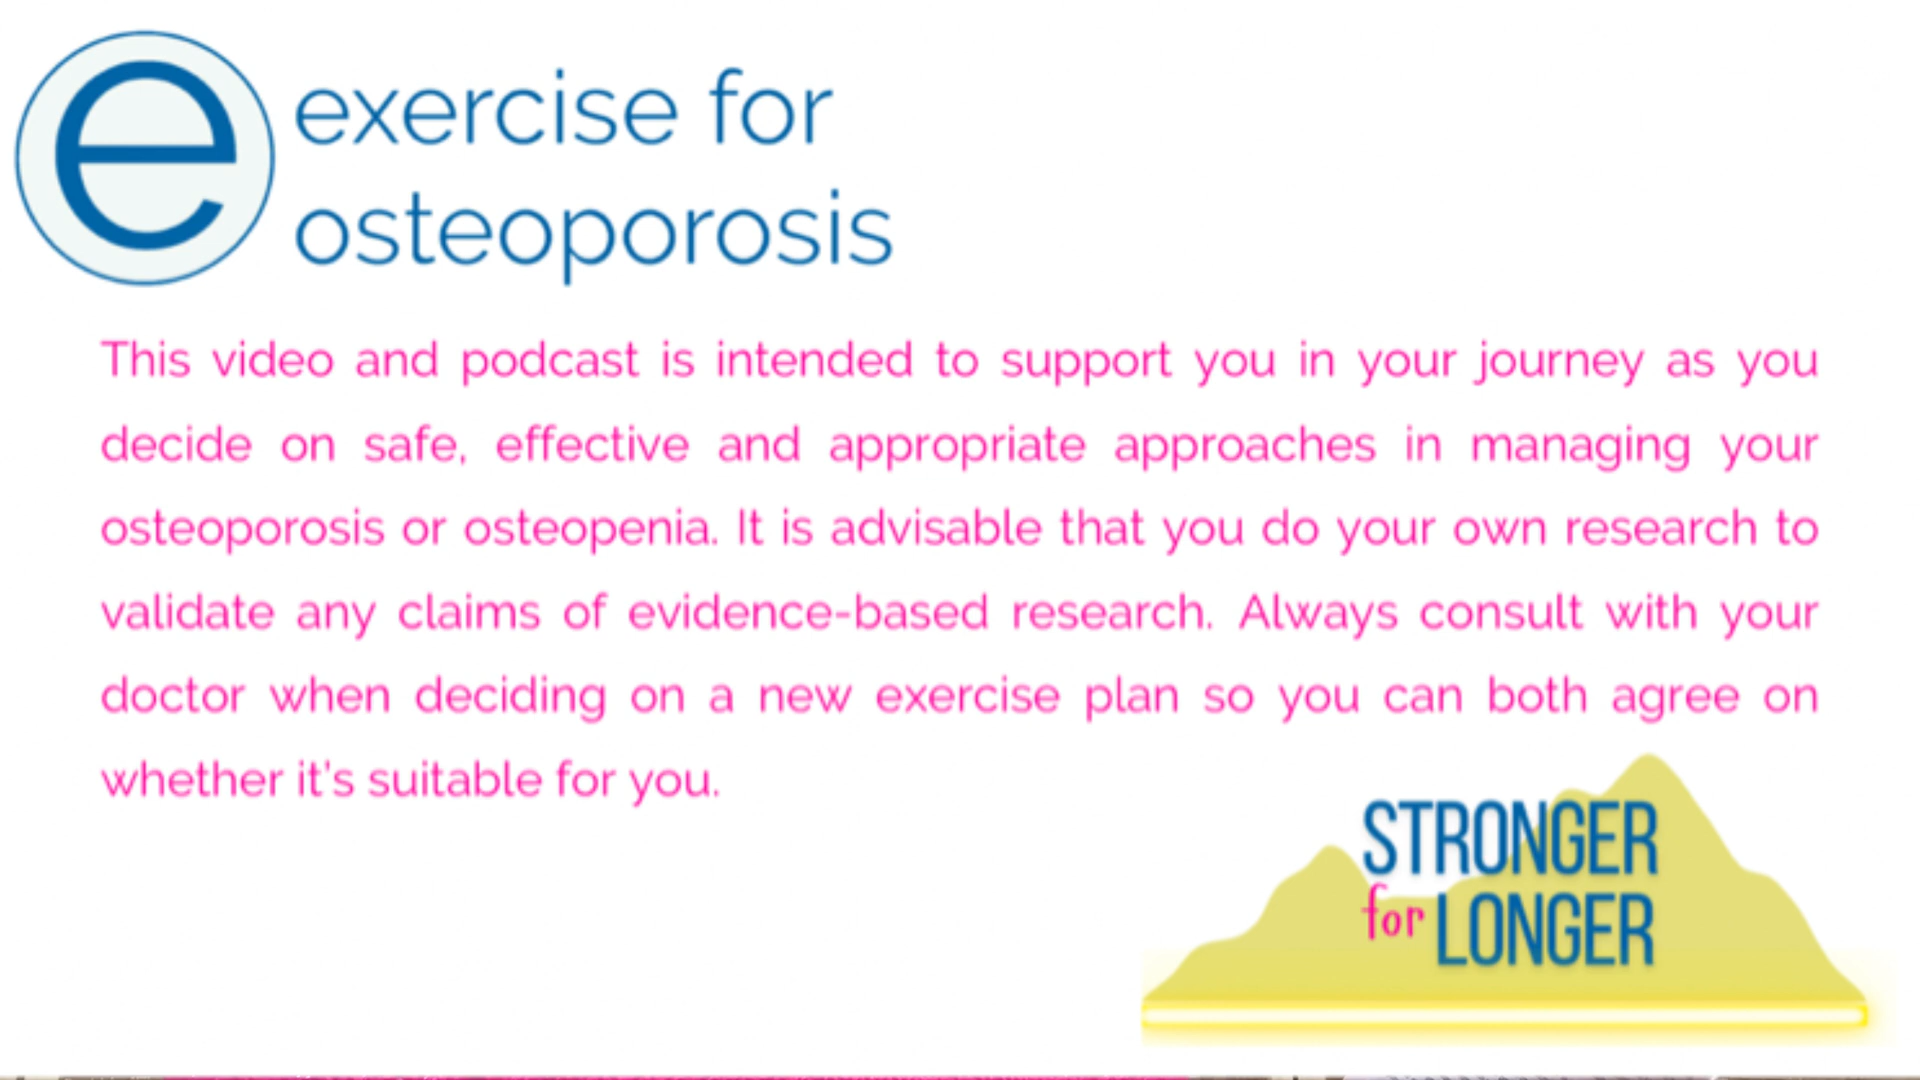 e
exercise for
osteoporosis
This video and podcast is intended to support you in your journey as you
decide on safe, effective and appropriate approaches in managing your
osteoporosis or osteopenia. It is advisable that you do your own research to
validate any claims of evidence-based research. Always consult with your
doctor when deciding on a new exercise plan so you can both agree on
whether it's suitable for you.
STRONGER
for LONGER